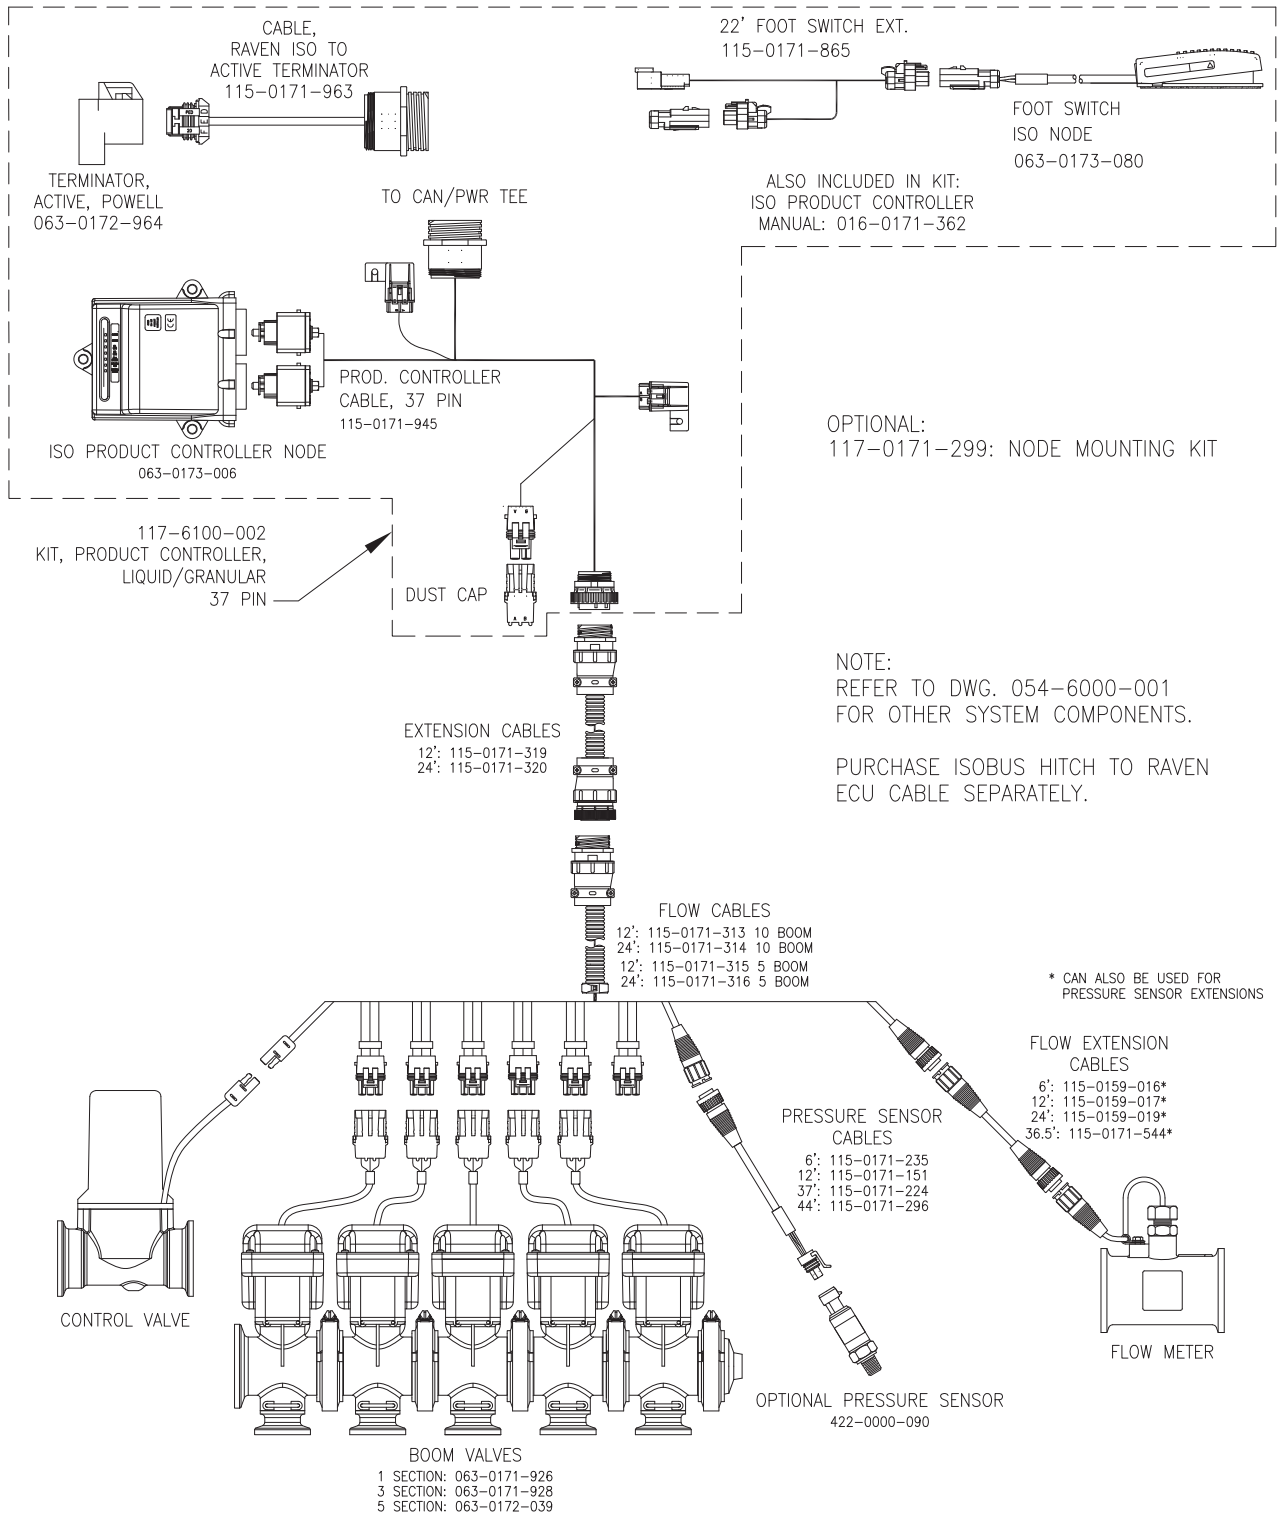 CABLE,
RAVEN ISO TO
ACTIVE TERMINATOR
115-0171-963
22' FOOT SWITCH EXT.
115-0171-865
FOOT SWITCH
ISO NODE
063-0173-080
TERMINATOR,
ACTIVE, POWELL
063-0172-964
TO CAN/PWR TEE
ALSO INCLUDED IN KIT:
ISO PRODUCT CONTROLLER
MANUAL: 016-0171-362
PROD. CONTROLLER
CABLE, 37 PIN
115-0171-945
ISO PRODUCT CONTROLLER NODE
063-0173-006
OPTIONAL:
117-0171-299: NODE MOUNTING KIT
117-6100-002
KIT, PRODUCT CONTROLLER,
LIQUID/GRANULAR
37 PIN
DUST CAP
A B
NOTE:
REFER TO DWG. 054-6000-001
FOR OTHER SYSTEM COMPONENTS.
PURCHASE ISOBUS HITCH TO RAVEN
ECU CABLE SEPARATELY.
EXTENSION CABLES
12': 115-0171-319
24': 115-0171-320
FLOW CABLES
12': 115-0171-313 10 BOOM
24': 115-0171-314 10 BOOM
12': 115-0171-315 5 BOOM
24': 115-0171-316 5 BOOM
* CAN ALSO BE USED FOR
PRESSURE SENSOR EXTENSIONS
FLOW EXTENSION
CABLES
6': 115-0159-016*
12': 115-0159-017*
24': 115-0159-019*
36.5': 115-0171-544*
PRESSURE SENSOR
CABLES
6': 115-0171-235
12': 115-0171-151
37': 115-0171-224
44': 115-0171-296
CONTROL VALVE
FLOW METER
OPTIONAL PRESSURE SENSOR
422-0000-090
BOOM VALVES
1 SECTION: 063-0171-926
3 SECTION: 063-0171-928
5 SECTION: 063-0172-039